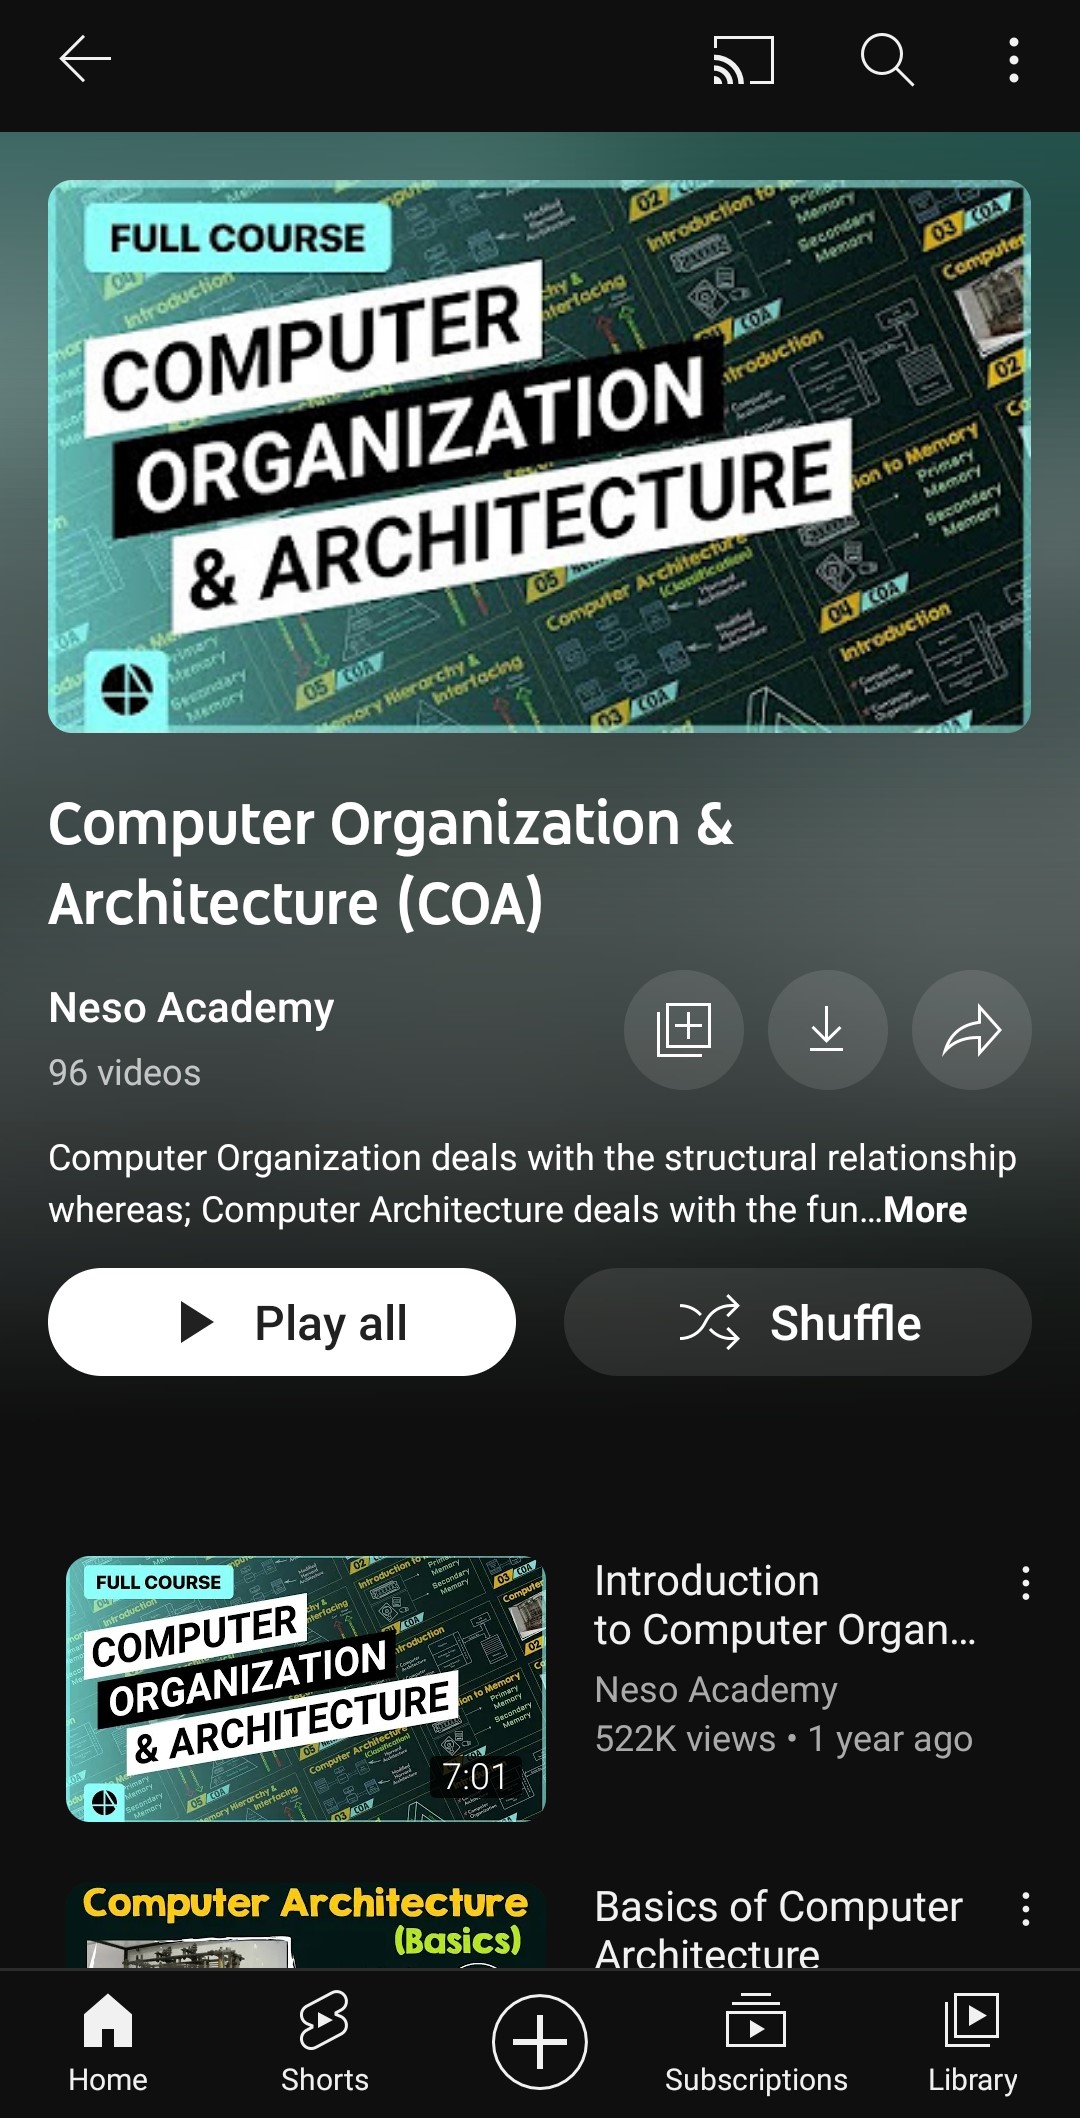 FULL COURSE
COMPUTER
ORGANIZATION
& ARCHITECTURE
Computer Organization &
Architecture (COA)
Neso Academy
96 videos
Computer Organization deals with the structural relationship
whereas; Computer Architecture deals with the fun...More
Play all
Shuffle
FULL COURSE
COMPUTER
ORGANIZATION
& ARCHITECTURE
7:01
Introduction
to Computer Organ...
Neso Academy
522K views • 1 year ago
Computer Architecture
(Basics)
Basics of Computer
Architecture
Home
Shorts
Subscriptions
Library